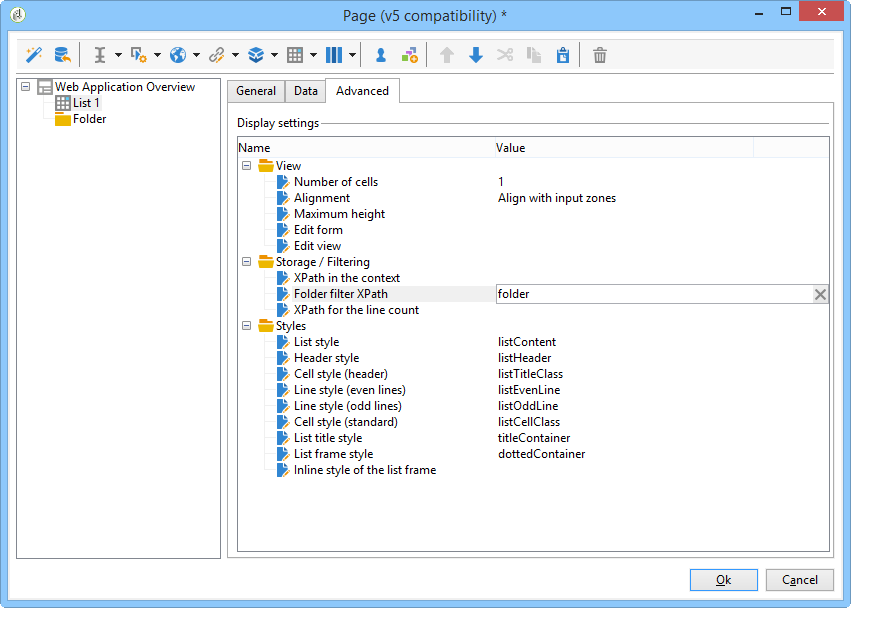 Page (v5 compatibility) *
Web Application Overview
List 1
Folder
General Data Advanced
Display settings
Name Value
View
Number of cells 1
Alignment Align with input zones
Maximum height
Edit form
Edit view
Storage / Filtering
XPath in the context
Folder filter XPath folder
XPath for the line count
Styles
List style listContent
Header style listHeader
Cell style (header) listTitleClass
Line style (even lines) listEvenLine
Line style (odd lines) listOddLine
Cell style (standard) listCellClass
List title style titleContainer
List frame style dottedContainer
Inline style of the list frame
Ok Cancel